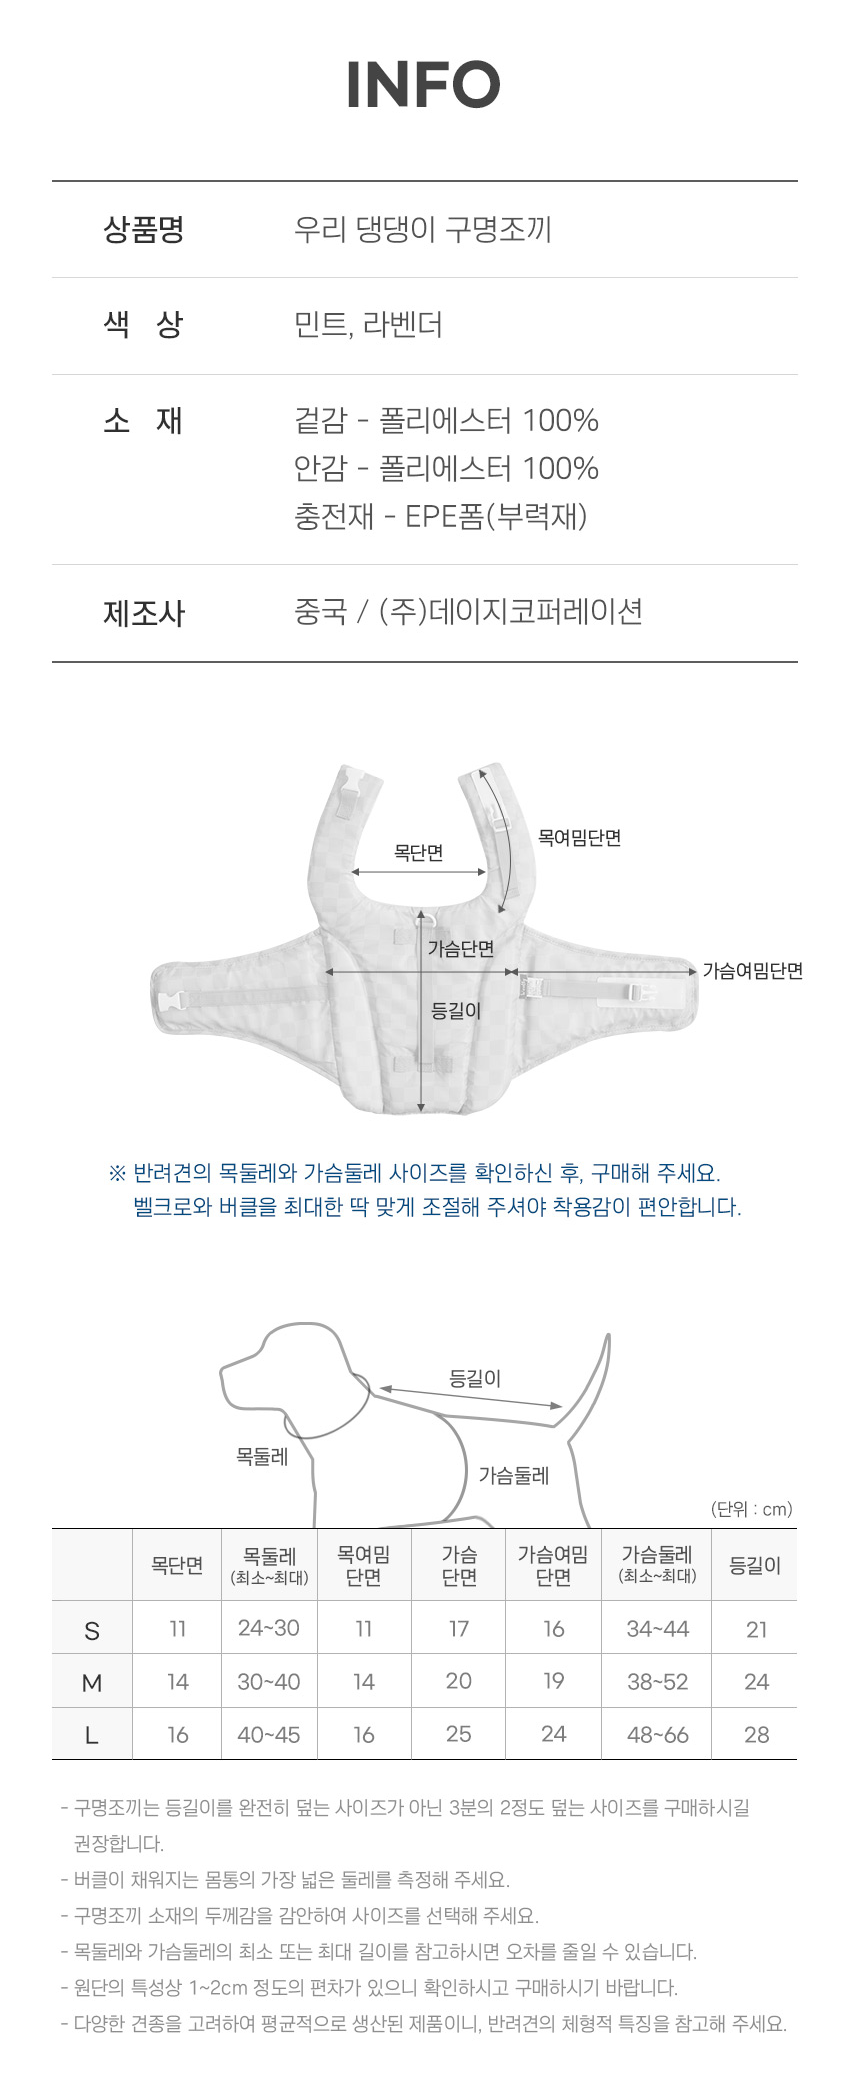 INFO
상품명 우리 댕댕이 구명조끼
색 상 민트, 라벤더
소 재 겉감 - 폴리에스터 100%
안감 - 폴리에스터 100%
충전재 - EPE폼(부력재)
제조사 중국 / (주)데이지코퍼레이션
목단면
목여밈단면
가슴단면
가슴여밈단면
등길이
※ 반려견의 목둘레와 가슴둘레 사이즈를 확인하신 후, 구매해 주세요.
벨크로와 버클을 최대한 딱 맞게 조절해 주셔야 착용감이 편안합니다.
등길이
목둘레
가슴둘레
(단위 : cm)
목단면 목둘레 (최소~최대) 목여밈 단면 가슴 단면 가슴여밈 단면 가슴둘레 (최소~최대) 등길이
S 11 24~30 11 17 16 34~44 21
M 14 30~40 14 20 19 38~52 24
L 16 40~45 16 25 24 48~66 28
- 구명조끼는 등길이를 완전히 덮는 사이즈가 아닌 3분의 2정도 덮는 사이즈를 구매하시길
권장합니다.
- 버클이 채워지는 몸통의 가장 넓은 둘레를 측정해 주세요.
- 구명조끼 소재의 두께감을 감안하여 사이즈를 선택해 주세요.
- 목둘레와 가슴둘레의 최소 또는 최대 길이를 참고하시면 오차를 줄일 수 있습니다.
- 원단의 특성상 1~2cm 정도의 편차가 있으니 확인하시고 구매하시기 바랍니다.
- 다양한 견종을 고려하여 평균적으로 생산된 제품이니, 반려견의 체형적 특징을 참고해 주세요.